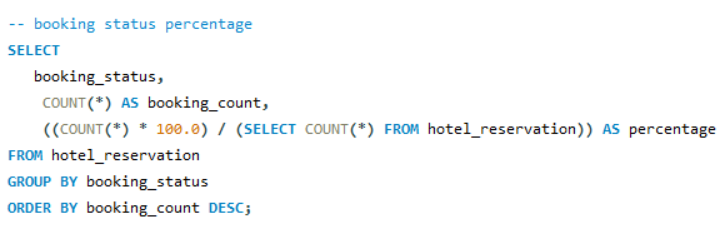 -- booking status percentage
SELECT
booking_status,
COUNT(*) AS booking_count,
((COUNT(*) * 100.0) / (SELECT COUNT(*) FROM hotel_reservation)) AS percentage
FROM hotel_reservation
GROUP BY booking_status
ORDER BY booking_count DESC;